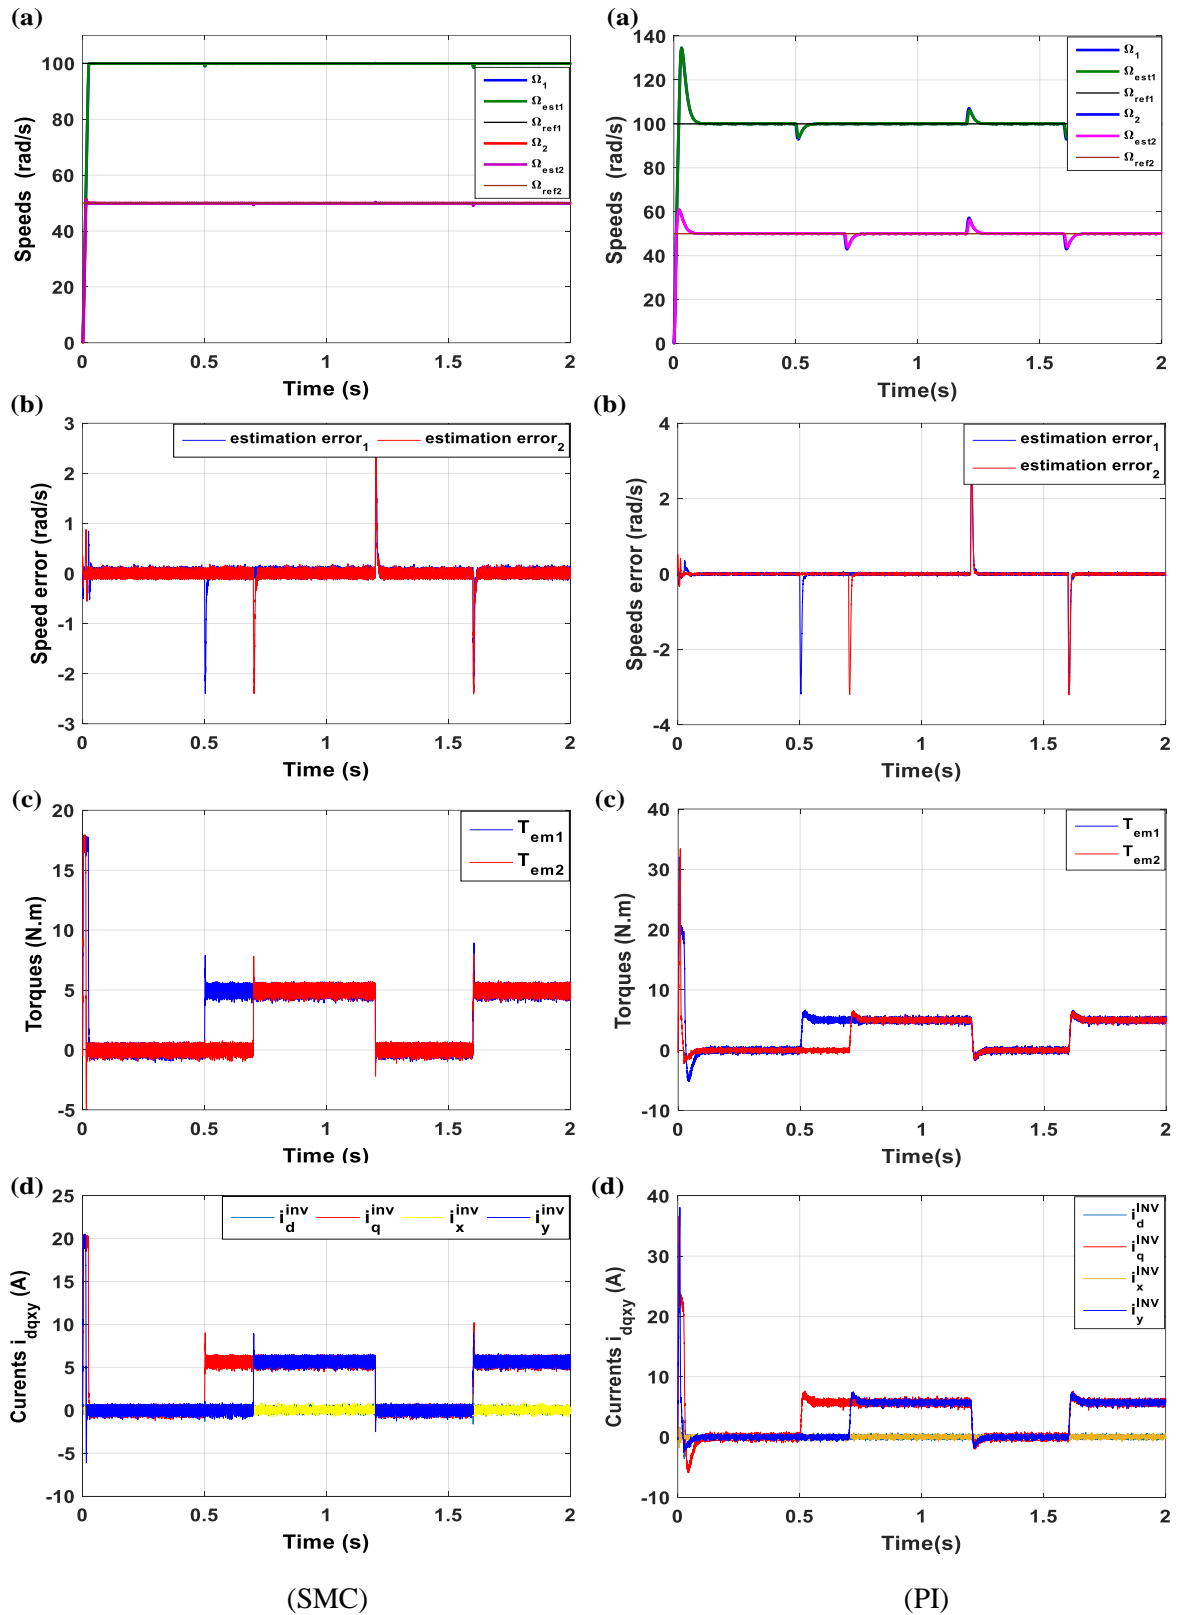 (a)
100
80
60
40
20
0
Speeds (rad/s)
Ω1
Ωest1
Ωref1
Ω2
Ωest2
Ωref2
0 0.5 1 1.5 2
Time (s)
(a)
140
120
100
80
60
40
20
0
Speeds (rad/s)
Ω1
Ωest1
Ωref1
Ω2
Ωest2
Ωref2
0 0.5 1 1.5 2
Time(s)
(b)
3
2
1
0
-1
-2
-3
Speed error (rad/s)
estimation error1 estimation error2
0 0.5 1 1.5 2
Time (s)
(b)
4
2
0
-2
-4
Speeds error (rad/s)
estimation error1
estimation error2
0 0.5 1 1.5 2
Time(s)
(c)
20
15
10
5
0
-5
Torques (N.m)
Tem1
Tem2
0 0.5 1 1.5 2
Time (s)
(c)
40
30
20
10
0
-10
Torques (N.m)
Tem1
Tem2
0 0.5 1 1.5 2
Time(s)
(d)
25
20
15
10
5
0
-5
-10
Curents idqxy (A)
idinv iqinv ixinv iyinv
0 0.5 1 1.5 2
Time (s)
(d)
40
30
20
10
0
-10
Currents idqxy (A)
idINV
iqINV
ixINV
iyINV
0 0.5 1 1.5 2
Time(s)
(SMC)
(PI)